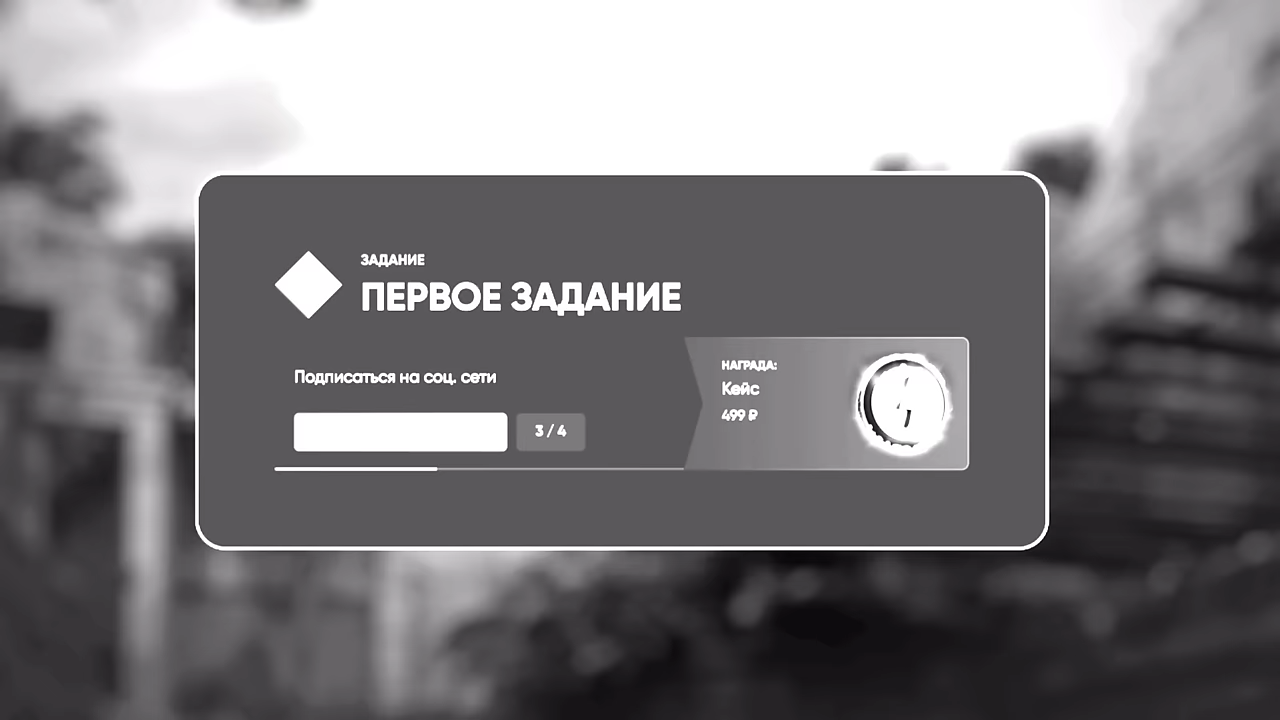 ЗАДАНИЕ
ПЕРВОЕ ЗАДАНИЕ
Подписаться на соц. сети
3 / 4
НАГРАДА:
Кейс
499 ₽